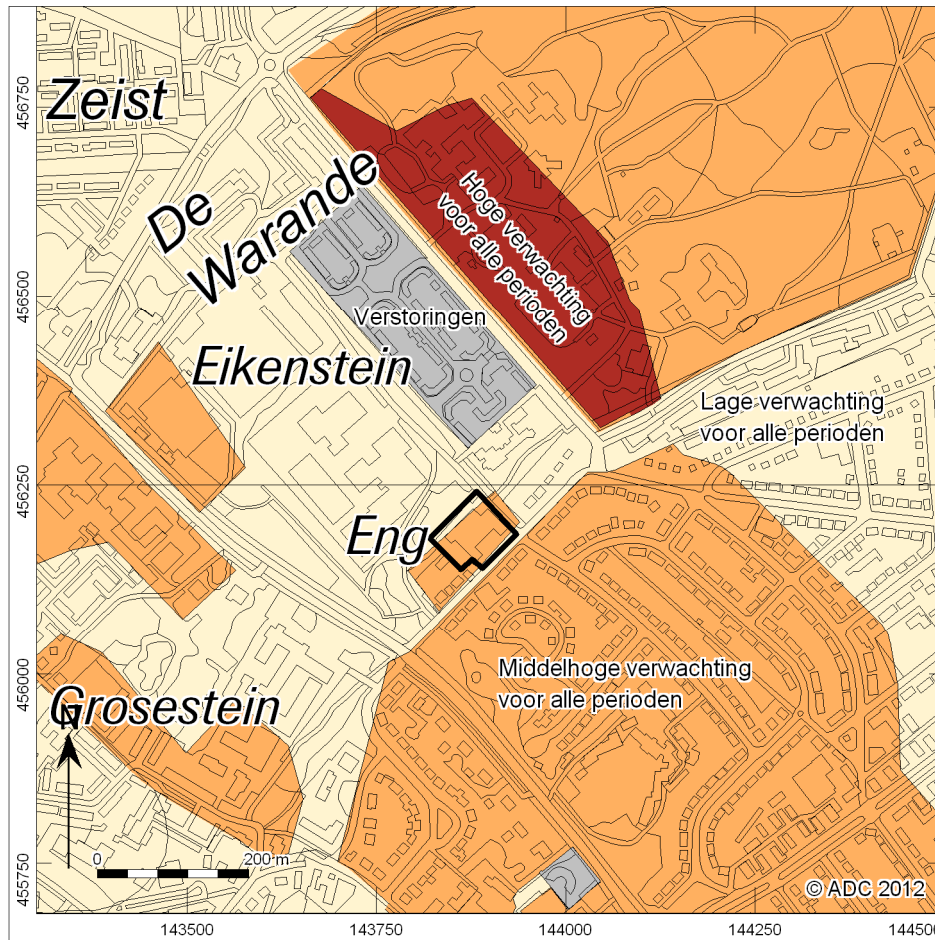 Zeist
De
Warande
Hoge verwachting
voor alle perioden
Verstoringen
Eikenstein
Lage verwachting
voor alle perioden
Eng
Middelhoge verwachting
voor alle perioden
Grosestein
N
0
200 m
© ADC 2012
456750
456500
456250
456000
455750
143500
143750
144000
144250
144500